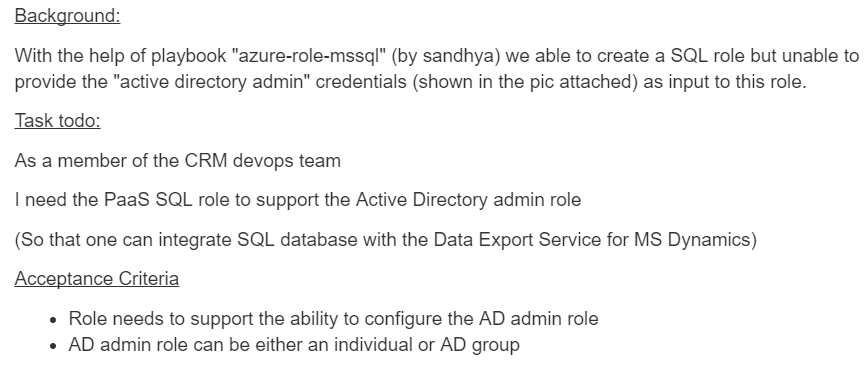 Background:
With the help of playbook "azure-role-mssql" (by sandhya) we able to create a SQL role but unable to
provide the "active directory admin" credentials (shown in the pic attached) as input to this role.
Task todo:
As a member of the CRM devops team
I need the PaaS SQL role to support the Active Directory admin role
(So that one can integrate SQL database with the Data Export Service for MS Dynamics)
Acceptance Criteria
• Role needs to support the ability to configure the AD admin role
• AD admin role can be either an individual or AD group